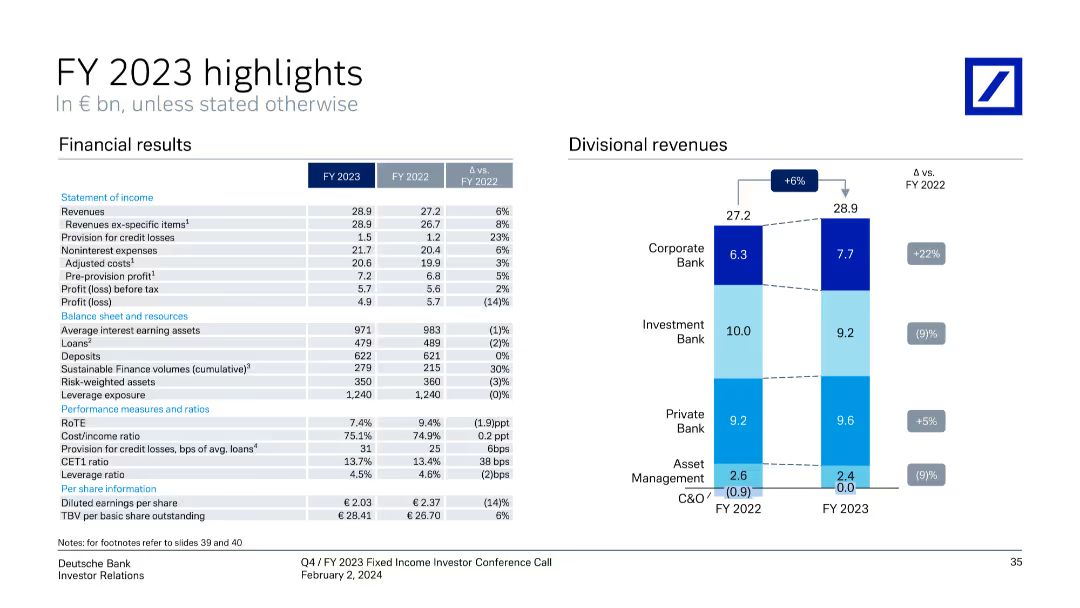 FY 2023 highlights
In € bn, unless stated otherwise
Financial results
FY 2023 FY 2022 Δ vs. FY 2022
Statement of income
Revenues 28.9 27.2 6%
Revenues ex-specific items1 28.9 26.7 8%
Provision for credit losses 1.5 1.2 23%
Noninterest expenses 21.7 20.4 6%
Adjusted costs1 20.6 19.9 3%
Pre-provision profit1 7.2 6.8 5%
Profit (loss) before tax 5.7 5.6 2%
Profit (loss) 4.9 5.7 (14)%
Balance sheet and resources
Average interest earning assets 971 983 (1)%
Loans2 479 489 (2)%
Deposits 622 621 0%
Sustainable Finance volumes (cumulative)3 279 215 30%
Risk-weighted assets 350 360 (3)%
Leverage exposure 1,240 1,240 (0)%
Performance measures and ratios
RoTE 7.4% 9.4% (1.9)ppt
Cost/income ratio 75.1% 74.9% 0.2 ppt
Provision for credit losses, bps of avg. loans4 31 25 6bps
CET1 ratio 13.7% 13.4% 38 bps
Leverage ratio 4.5% 4.6% (2)bps
Per share information
Diluted earnings per share € 2.03 € 2.37 (14)%
TBV per basic share outstanding € 28.41 € 26.70 6%
Divisional revenues
+6%
Δ vs.
FY 2022
27.2 28.9
Corporate
Bank
6.3 7.7 +22%
Investment
Bank
10.0 9.2 (9)%
Private
Bank
9.2 9.6 +5%
Asset
Management
2.6 2.4 (9)%
C&O (0.9) 0.0
FY 2022 FY 2023
Notes: for footnotes refer to slides 39 and 40
Deutsche Bank
Investor Relations
Q4 / FY 2023 Fixed Income Investor Conference Call
February 2, 2024
35